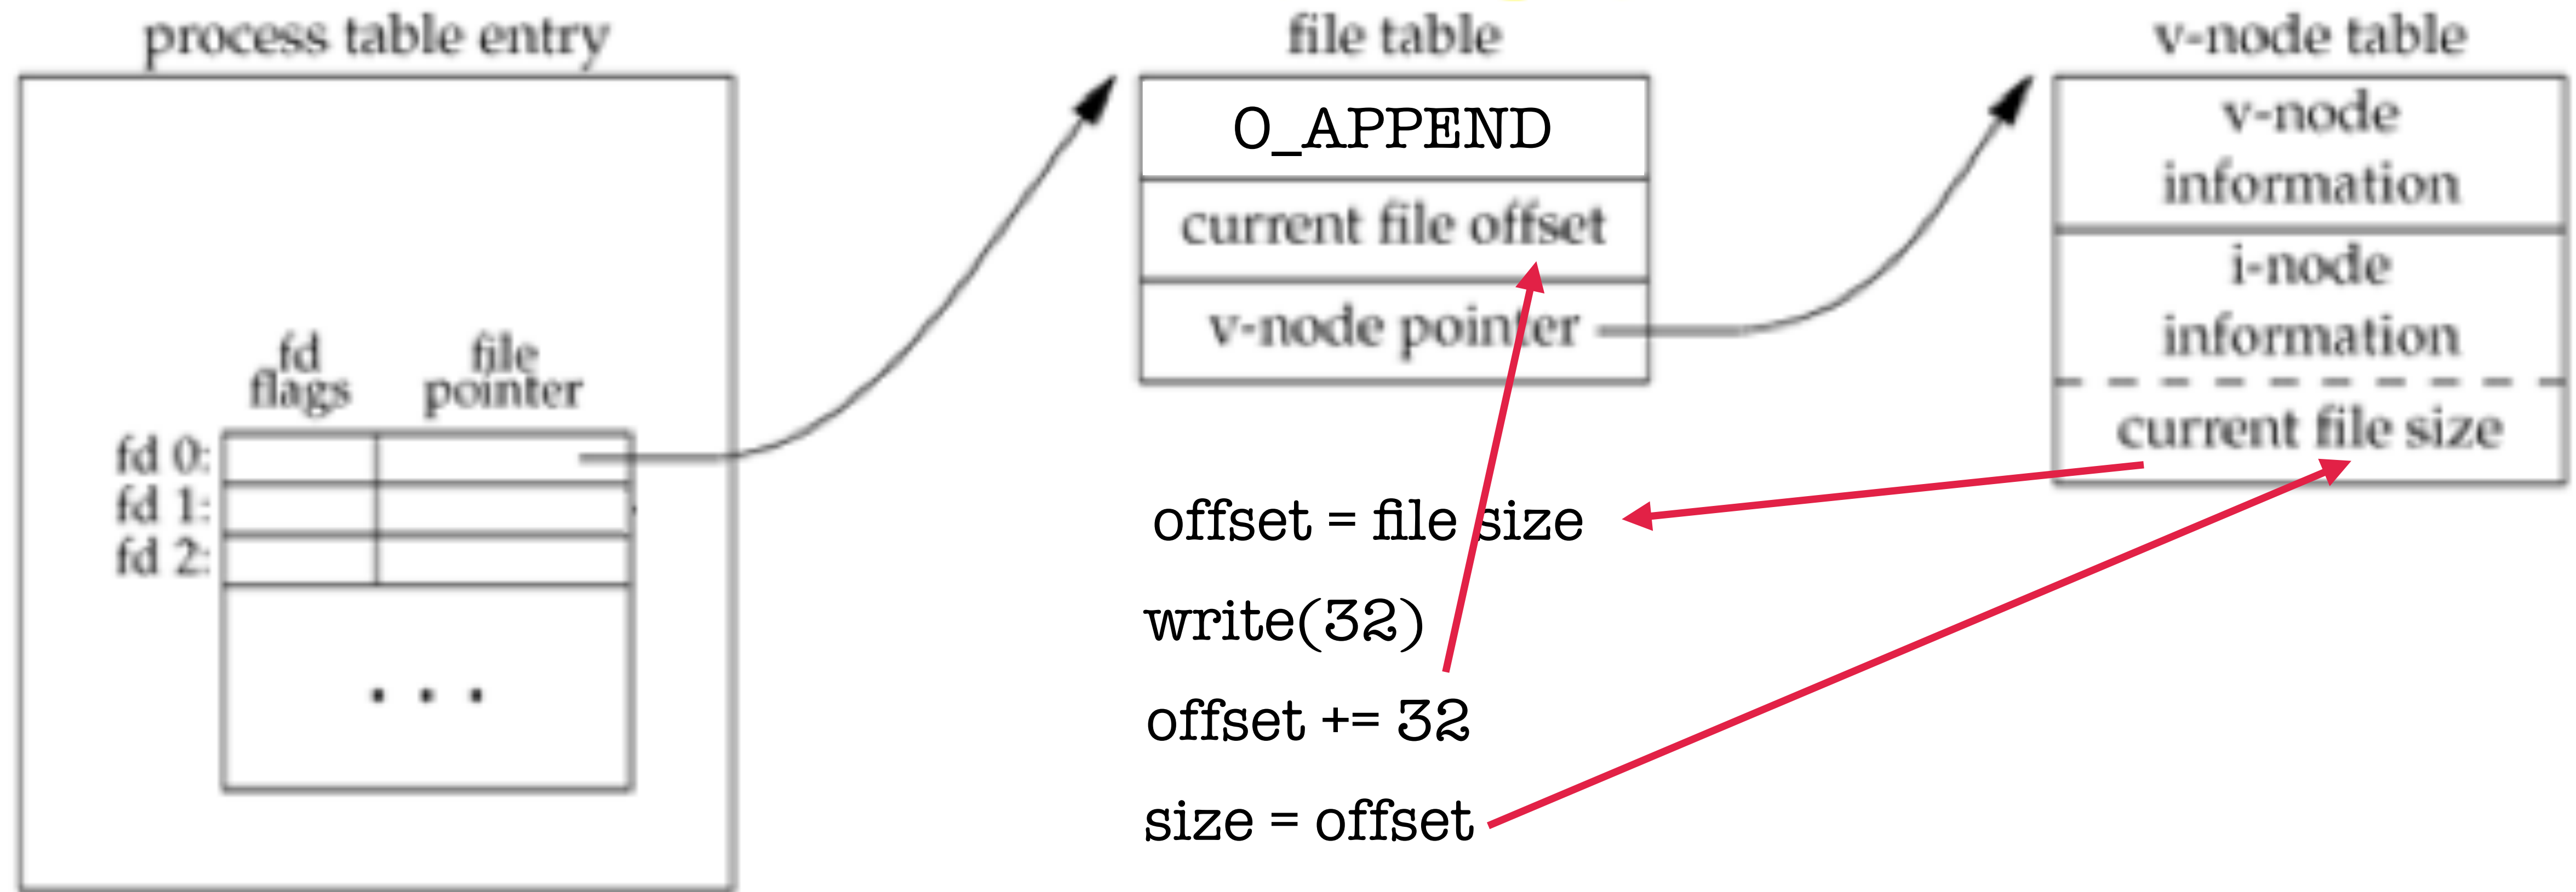 process table entry
fd
flags
file
pointer
fd 0:
fd 1:
fd 2:
. . .
file table
O_APPEND
current file offset
v-node pointer
offset = file size
write(32)
offset += 32
size = offset
v-node table
v-node
information
i-node
information
current file size